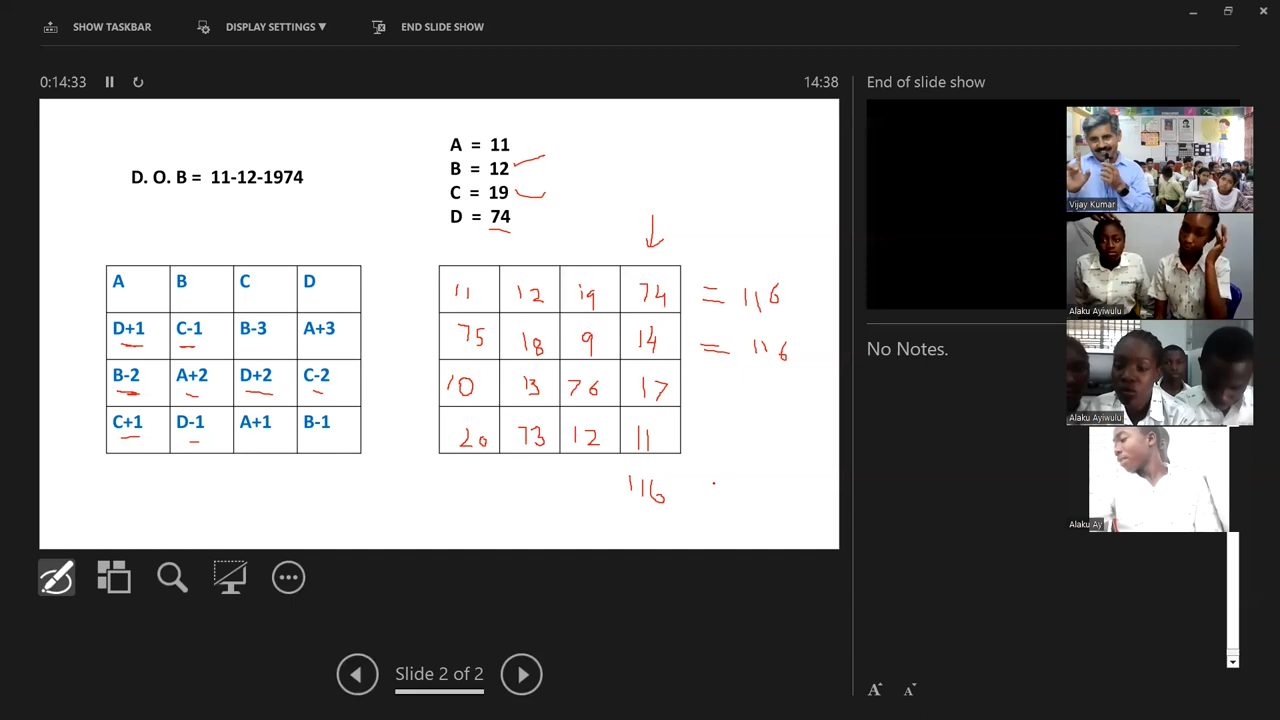 SHOW TASKBAR DISPLAY SETTINGS ▼ END SLIDE SHOW
0:14:33 14:38
End of slide show
A = 11
B = 12
C = 19
D = 74
D. O. B = 11-12-1974
A B C D
D+1 C-1 B-3 A+3
B-2 A+2 D+2 C-2
C+1 D-1 A+1 B-1
11 12 19 74 = 116
75 18 9 14 = 116
10 13 76 17
20 73 12 11
116
No Notes.
Vijay Kumar
Alaku Ayiwulu
Alaku Ayiwulu
Alaku Ay
Slide 2 of 2
A A